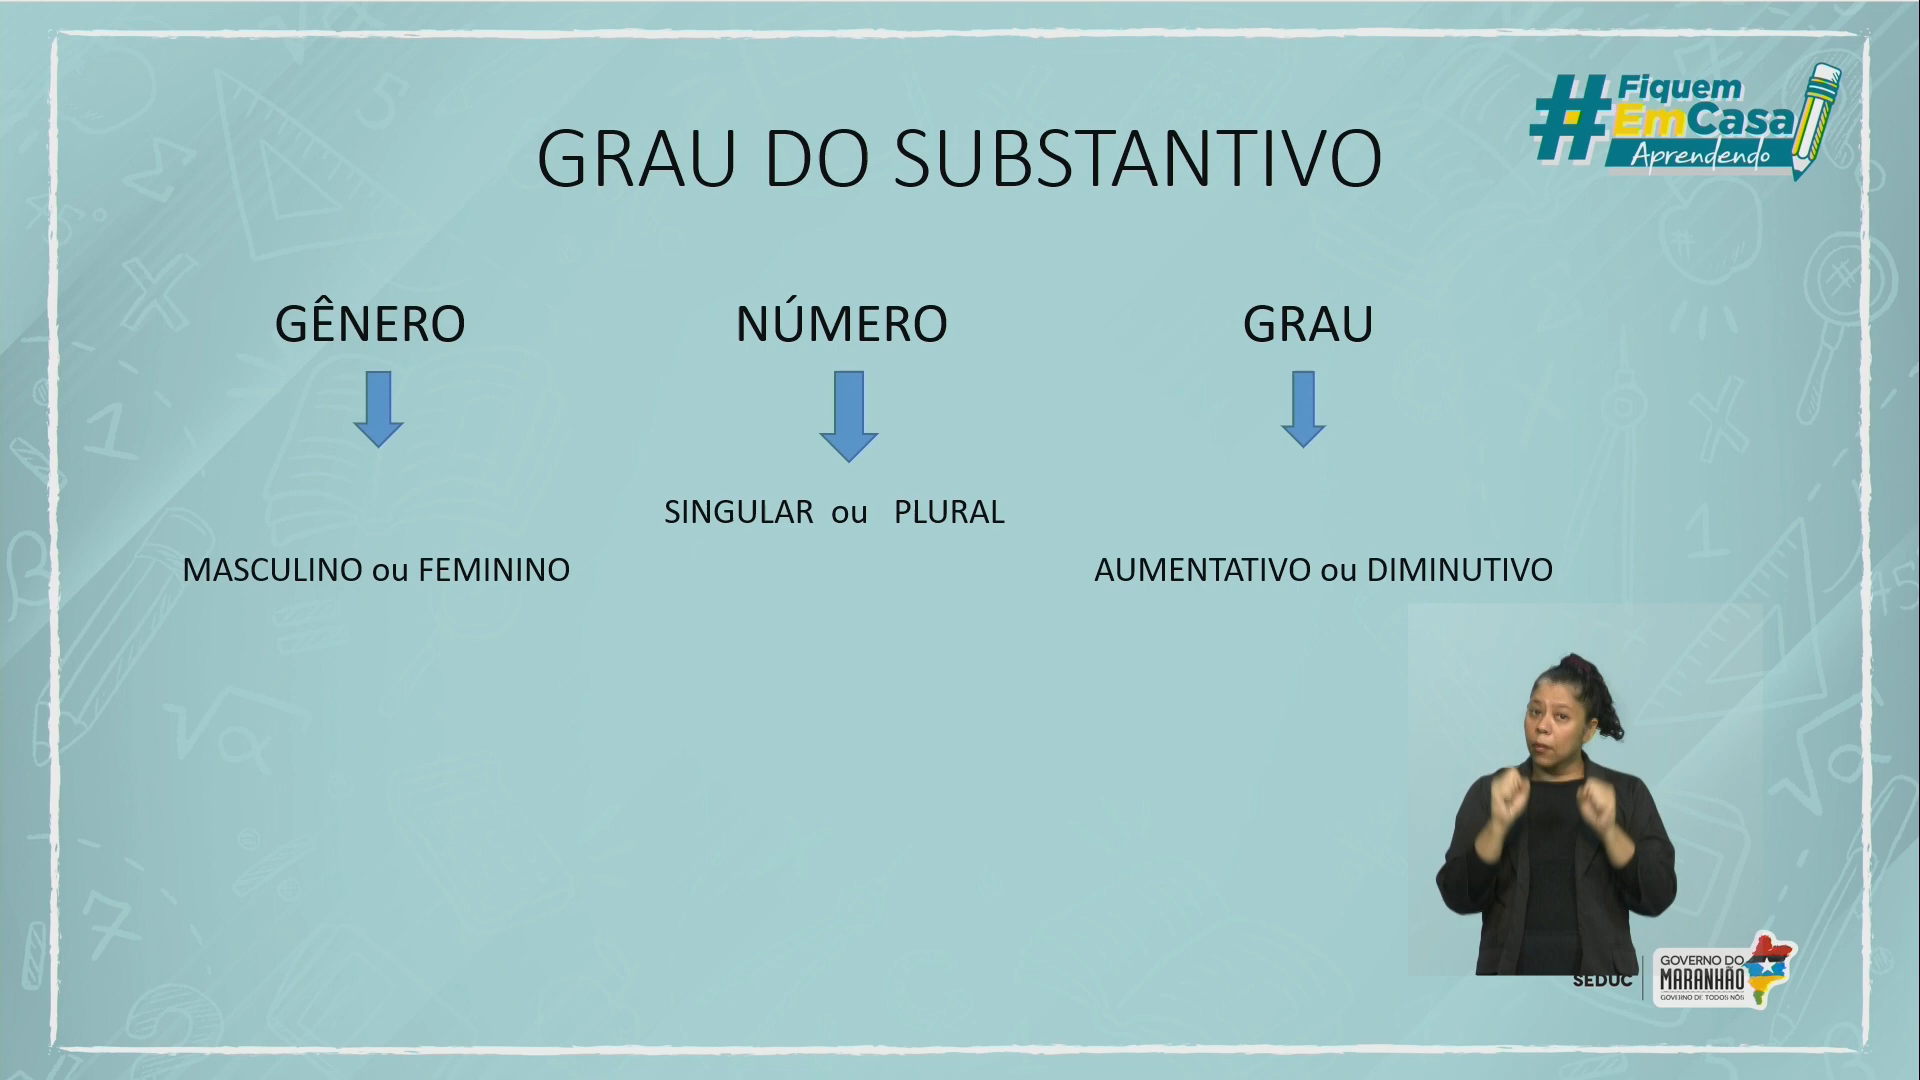 #Fiquem
EmCasa
Aprendendo
GRAU DO SUBSTANTIVO
GÊNERO
NÚMERO
GRAU
SINGULAR ou PLURAL
MASCULINO ou FEMININO
AUMENTATIVO ou DIMINUTIVO
SEDUC
GOVERNO DO
MARANHÃO
GOVERNO DE TODOS NÓS